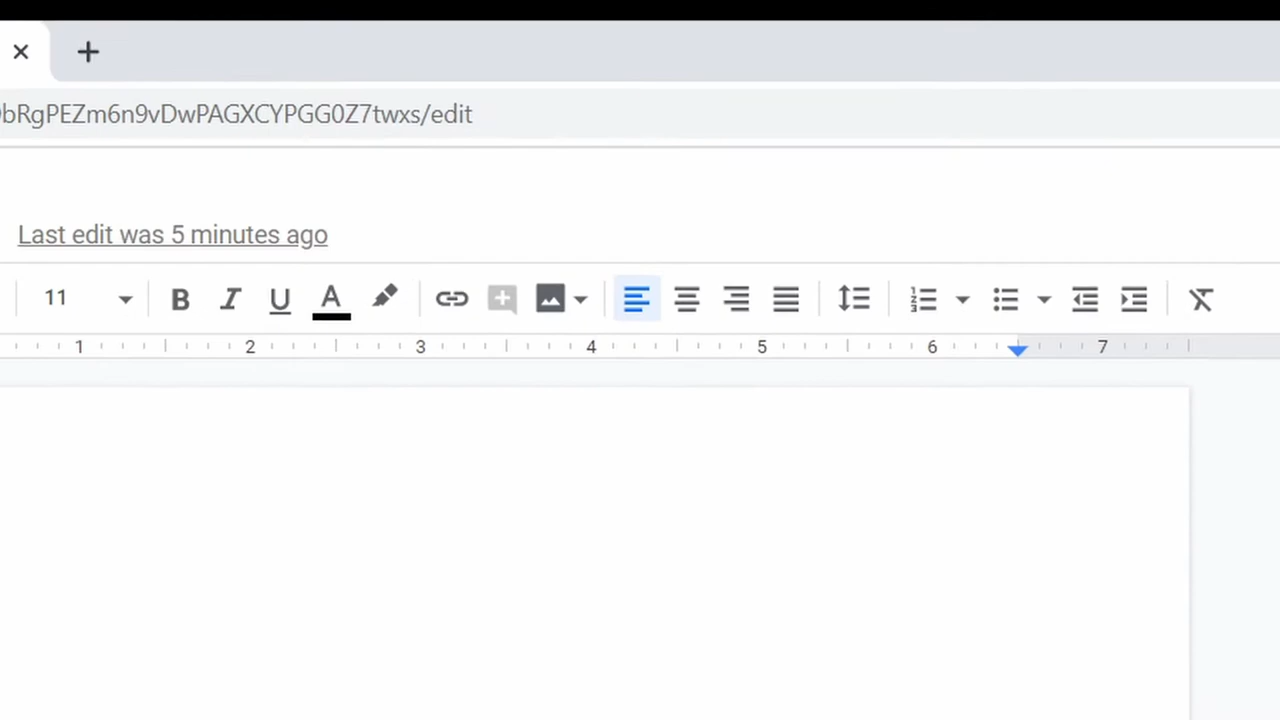 bRgPEZm6n9vDwPAGXCYPGG0Z7twxs/edit
Last edit was 5 minutes ago
11 B I U A
1 2 3 4 5 6 7